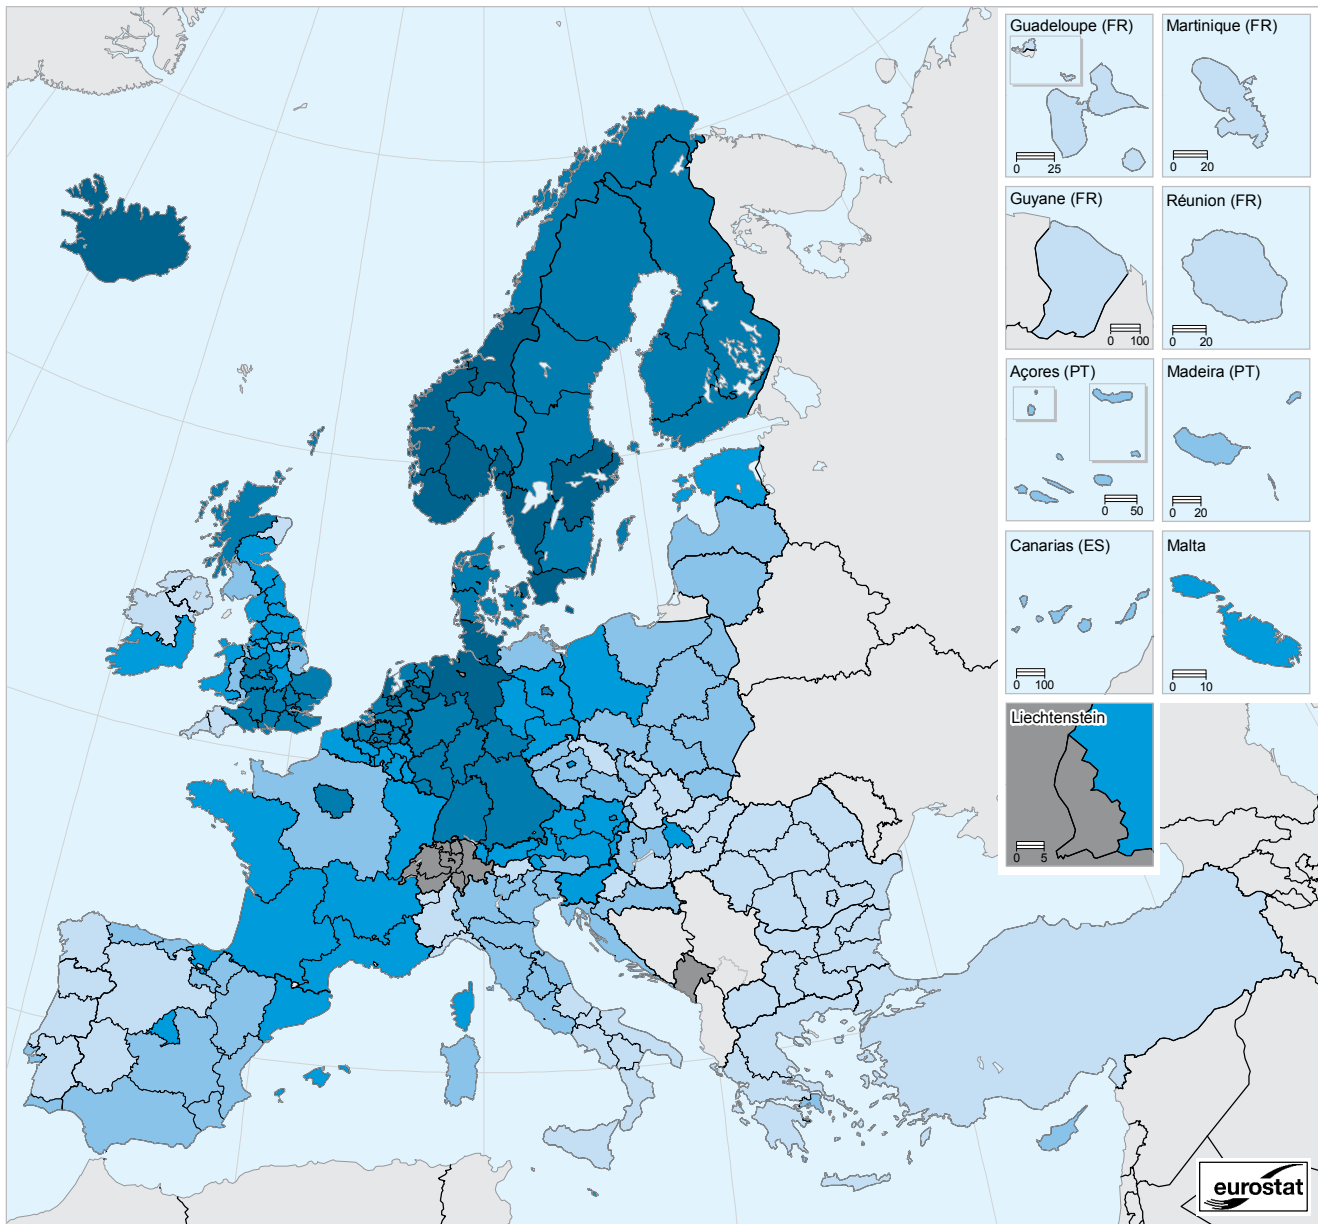 Guadeloupe (FR)
0 25
Martinique (FR)
0 20
Guyane (FR)
0 100
Réunion (FR)
0 20
Açores (PT)
0 50
Madeira (PT)
0 20
Canarias (ES)
0 100
Malta
0 10
Liechtenstein
0 5
eurostat